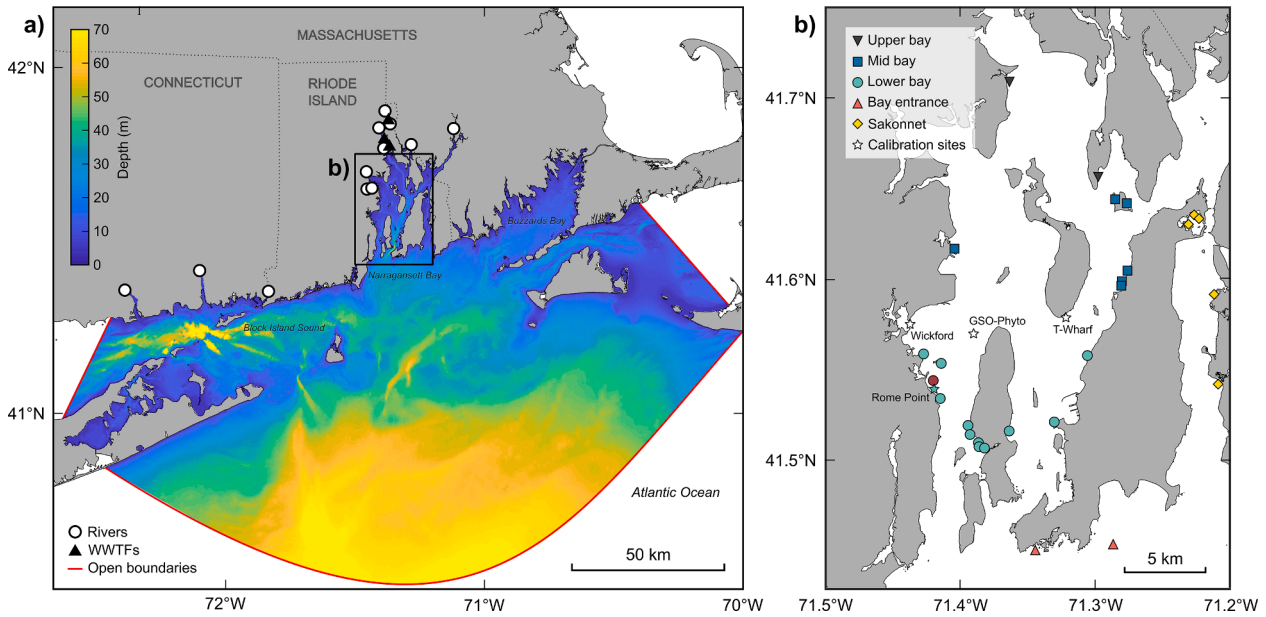 a)
MASSACHUSETTS
CONNECTICUT
RHODE
ISLAND
70
60
50
40
30
20
10
0
Depth (m)
b)
Buzzards Bay
Narragansett Bay
Block Island Sound
Atlantic Ocean
Rivers
WWTFs
Open boundaries
50 km
42°N
41°N
72°W
71°W
70°W
b)
Upper bay
Mid bay
Lower bay
Bay entrance
Sakonnet
Calibration sites
GSO-Phyto
T-Wharf
Wickford
Rome Point
5 km
41.7°N
41.6°N
41.5°N
71.5°W
71.4°W
71.3°W
71.2°W